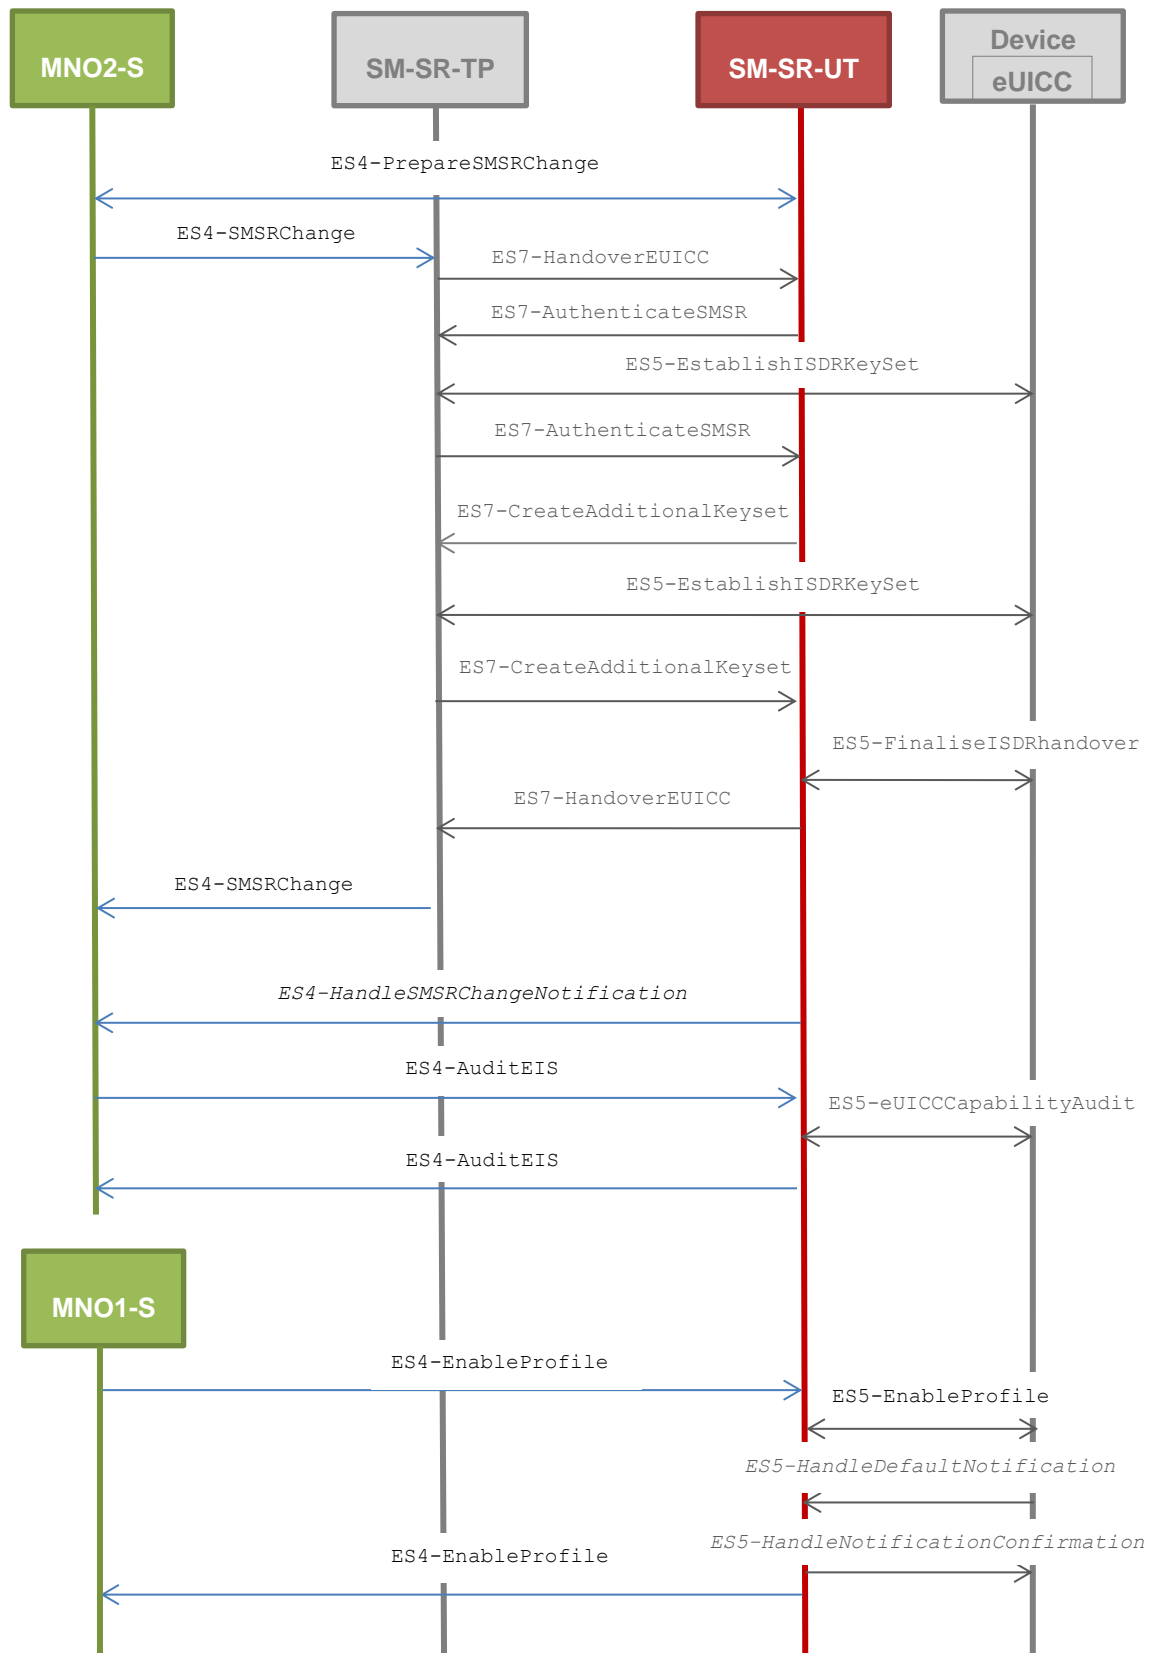 MNO2-S
SM-SR-TP
SM-SR-UT
Device
eUICC
ES4-PrepareSMSRChange
ES4-SMSRChange
ES7-HandoverEUICC
ES7-AuthenticateSMSR
ES5-EstablishISDRKeySet
ES7-AuthenticateSMSR
ES7-CreateAdditionalKeyset
ES5-EstablishISDRKeySet
ES7-CreateAdditionalKeyset
ES5-FinaliseISDRhandover
ES7-HandoverEUICC
ES4-SMSRChange
ES4-HandleSMSRChangeNotification
ES4-AuditEIS
ES5-eUICCCapabilityAudit
ES4-AuditEIS
MNO1-S
ES4-EnableProfile
ES5-EnableProfile
ES5-HandleDefaultNotification
ES5-HandleNotificationConfirmation
ES4-EnableProfile